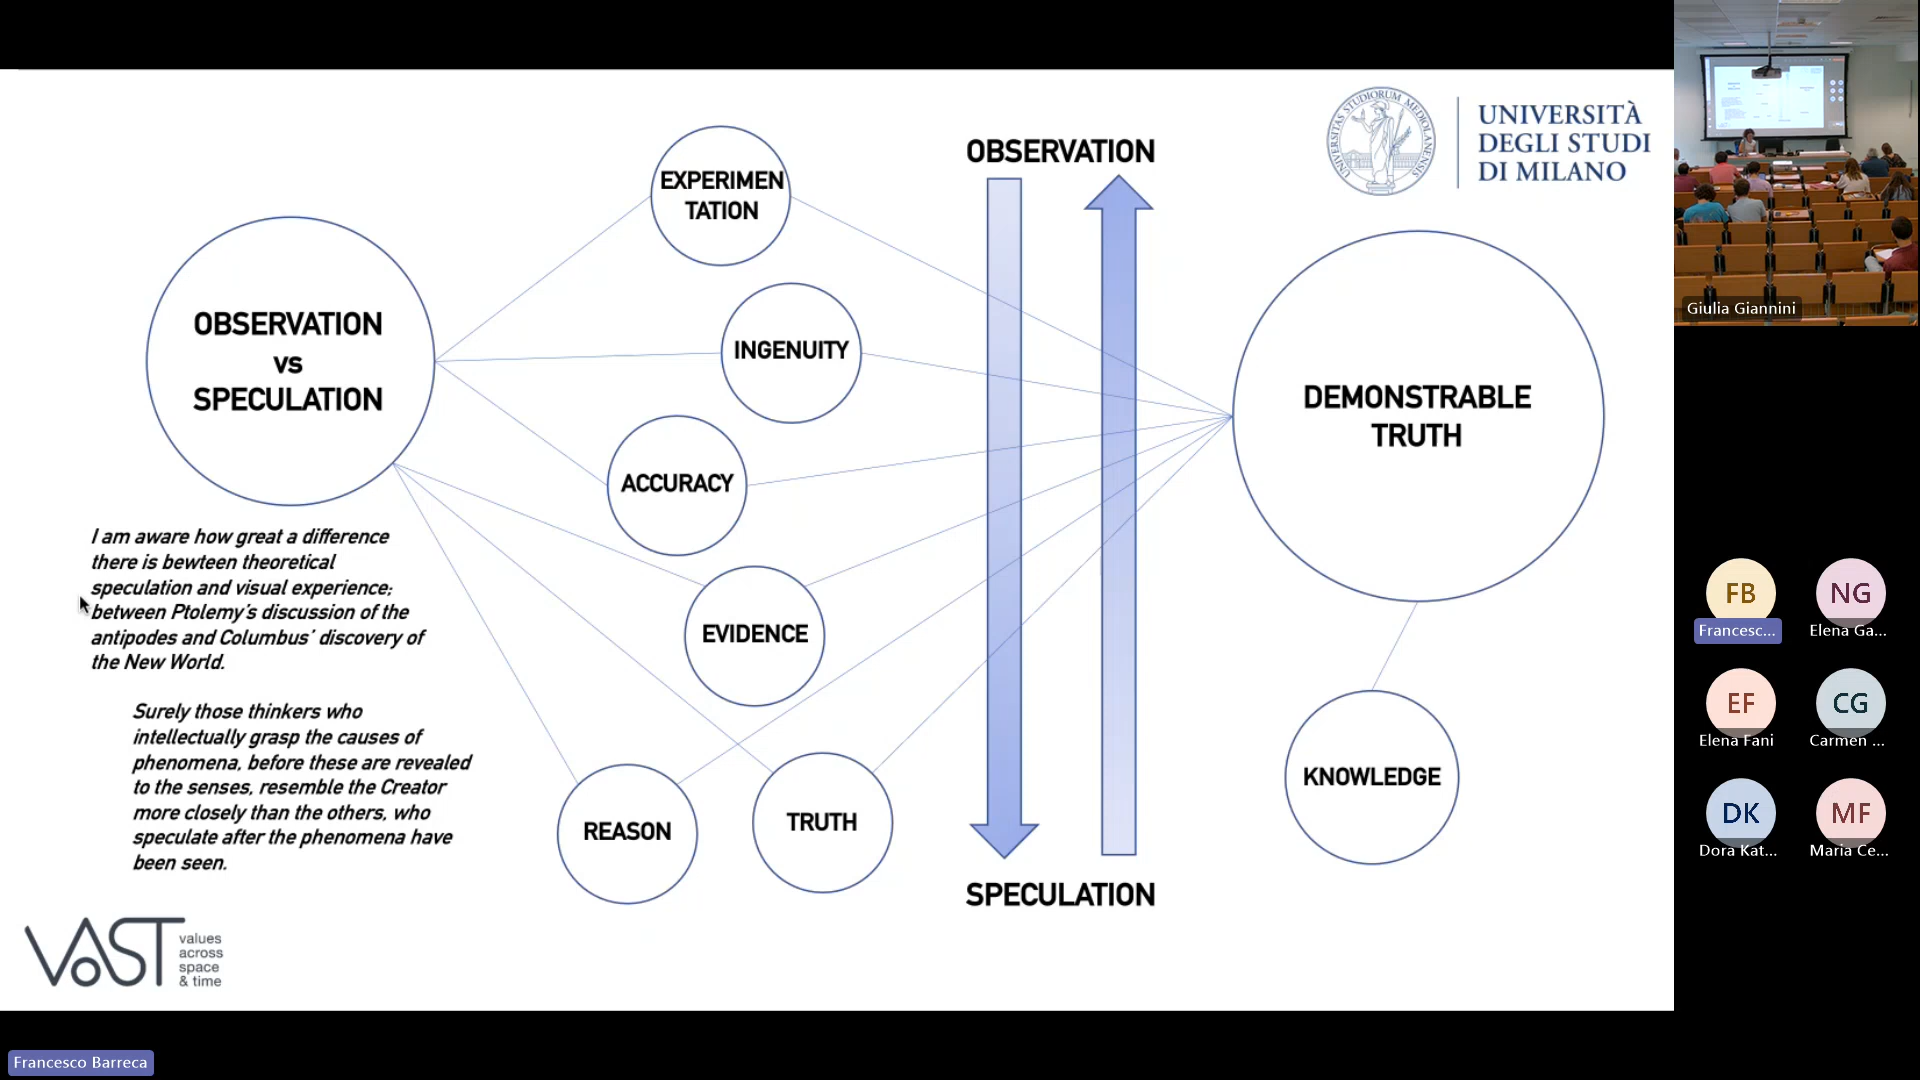 OBSERVATION
vs
SPECULATION
I am aware how great a difference
there is bewteen theoretical
speculation and visual experience;
between Ptolemy's discussion of the
antipodes and Columbus' discovery of
the New World.
Surely those thinkers who
intellectually grasp the causes of
phenomena, before these are revealed
to the senses, resemble the Creator
more closely than the others, who
speculate after the phenomena have
been seen.
EXPERIMEN
TATION
INGENUITY
ACCURACY
EVIDENCE
REASON
TRUTH
OBSERVATION
SPECULATION
UNIVERSITAS STUDIORUM MEDIOLANENSIS
UNIVERSITÀ
DEGLI STUDI
DI MILANO
DEMONSTRABLE
TRUTH
KNOWLEDGE
VAST
values
across
space
& time
Francesco Barreca
Giulia Giannini
FB
Francesc...
NG
Elena Ga...
EF
Elena Fani
CG
Carmen ...
DK
Dora Kat...
MF
Maria Ce...